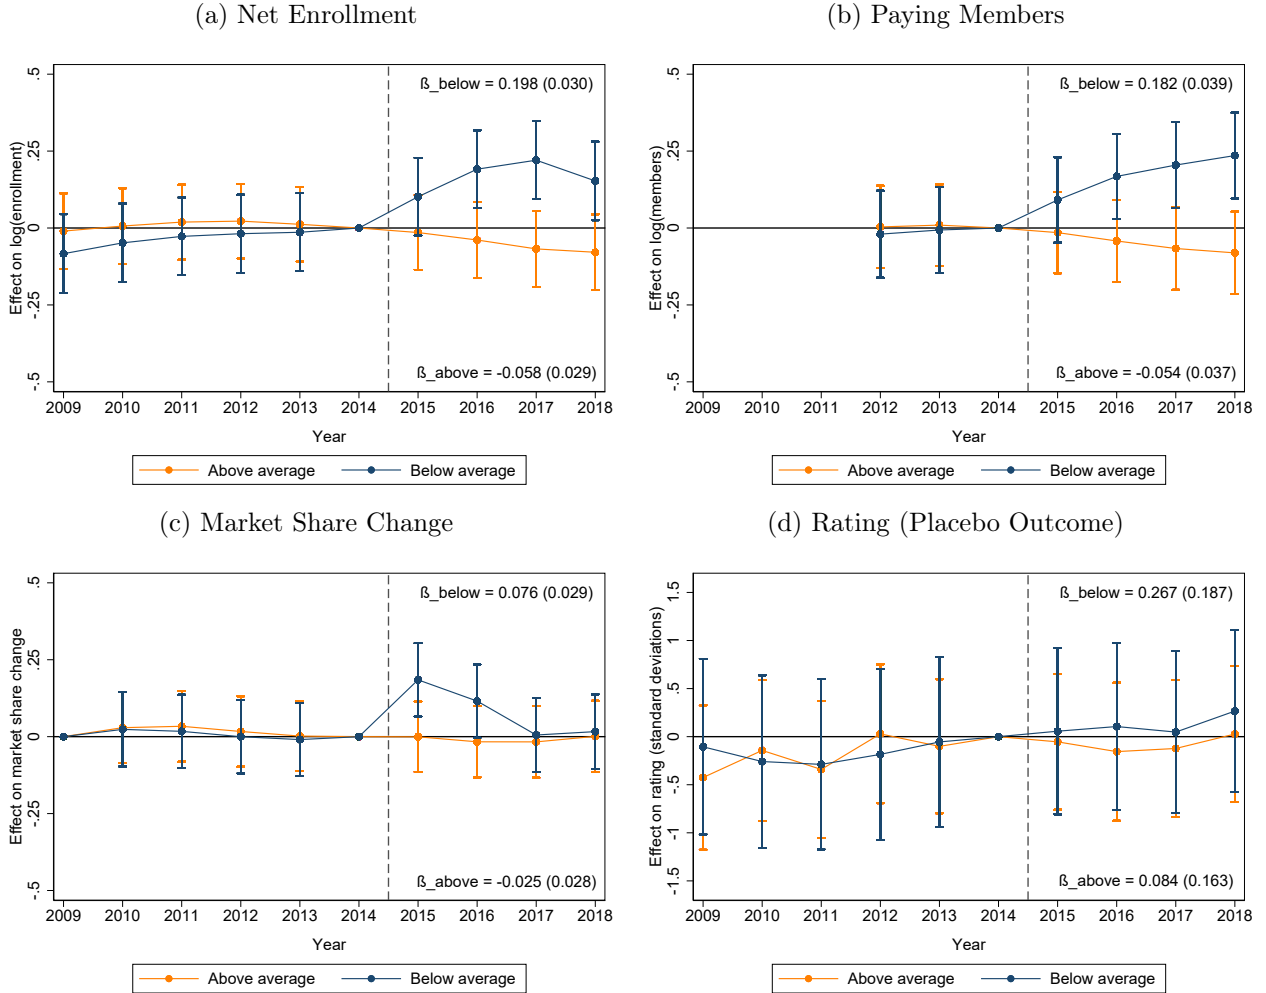 (a) Net Enrollment
Effect on log(enrollment)
.5
.25
0
-.25
-.5
ß_below = 0.198 (0.030)
ß_above = -0.058 (0.029)
2009 2010 2011 2012 2013 2014 2015 2016 2017 2018
Year
Above average Below average
(b) Paying Members
Effect on log(members)
.5
.25
0
-.25
-.5
ß_below = 0.182 (0.039)
ß_above = -0.054 (0.037)
2009 2010 2011 2012 2013 2014 2015 2016 2017 2018
Year
Above average Below average
(c) Market Share Change
Effect on market share change
.5
.25
0
-.25
-.5
ß_below = 0.076 (0.029)
ß_above = -0.025 (0.028)
2009 2010 2011 2012 2013 2014 2015 2016 2017 2018
Year
Above average Below average
(d) Rating (Placebo Outcome)
Effect on rating (standard deviations)
1.5
1
.5
0
-.5
-1
-1.5
ß_below = 0.267 (0.187)
ß_above = 0.084 (0.163)
2009 2010 2011 2012 2013 2014 2015 2016 2017 2018
Year
Above average Below average